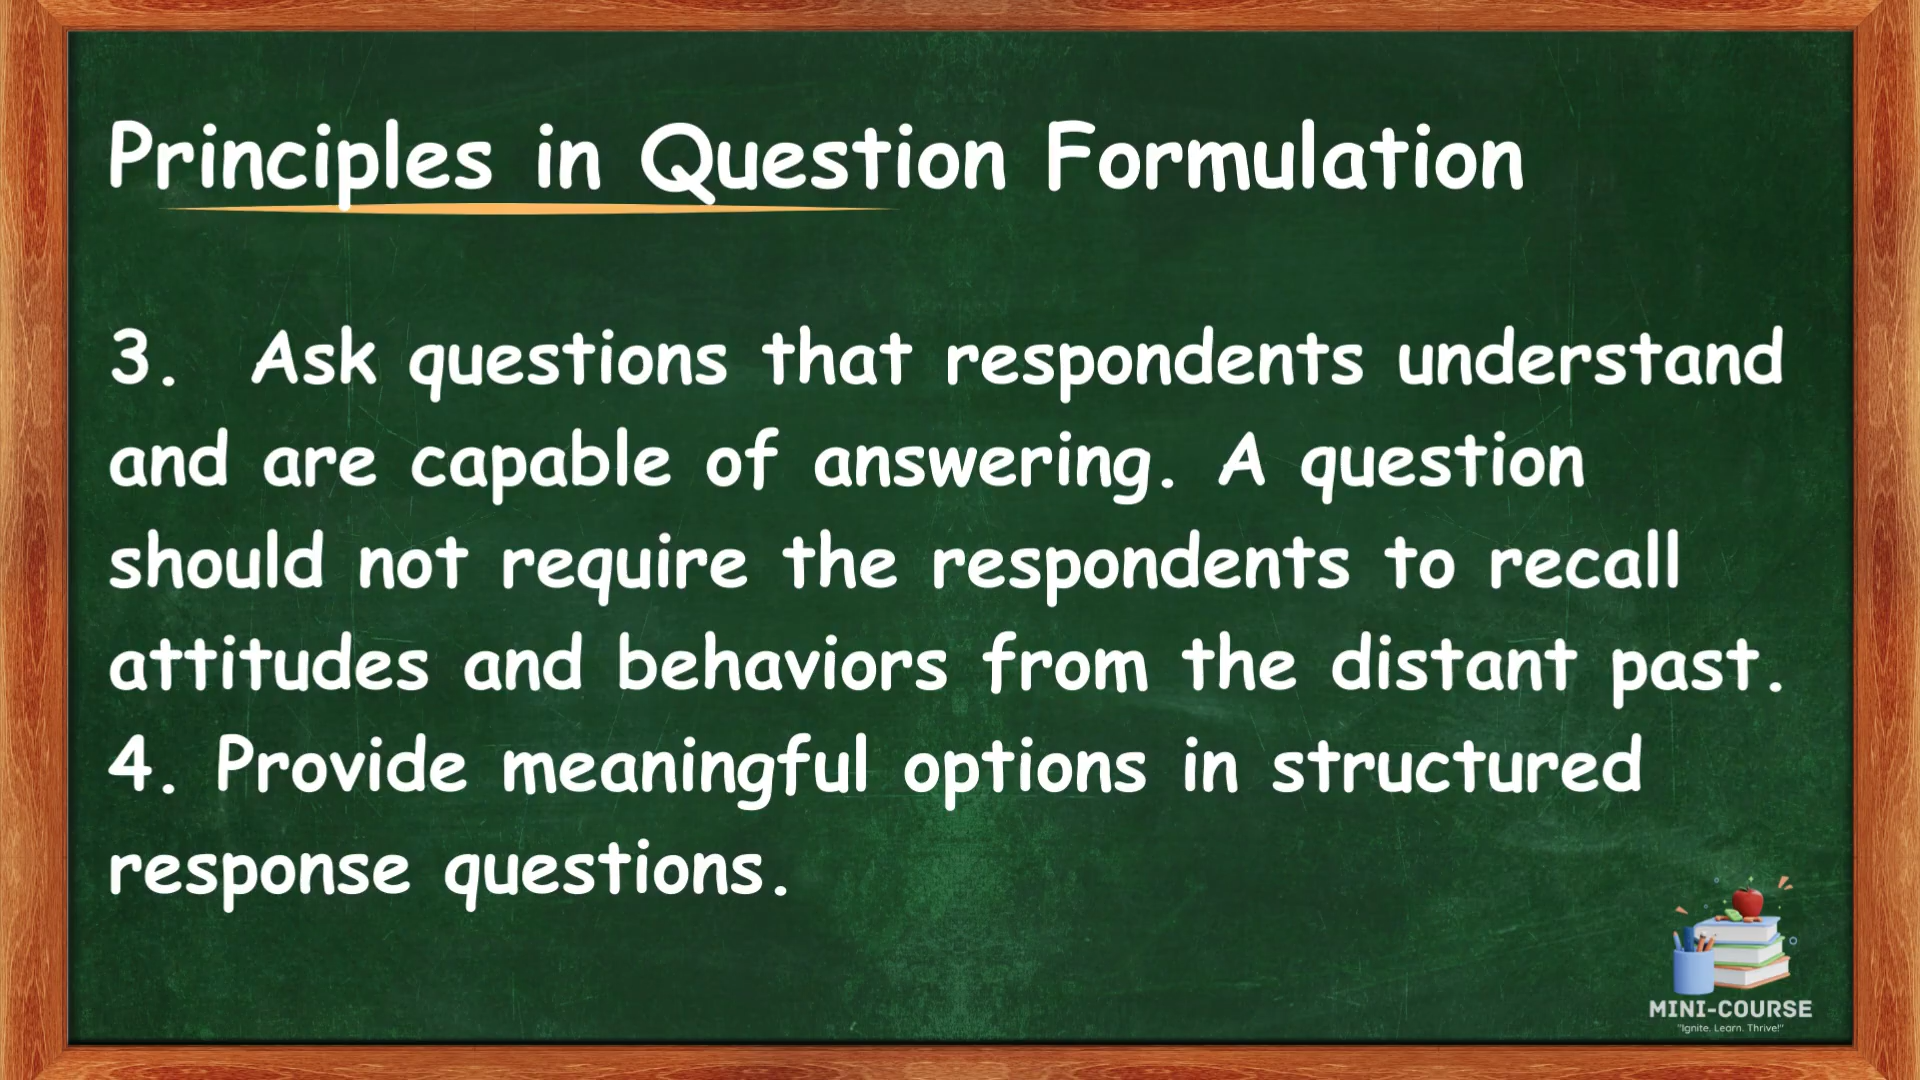 Principles in Question Formulation
3. Ask questions that respondents understand
and are capable of answering. A question
should not require the respondents to recall
attitudes and behaviors from the distant past.
4. Provide meaningful options in structured
response questions.
MINI-COURSE
"Ignite. Learn. Thrive!"